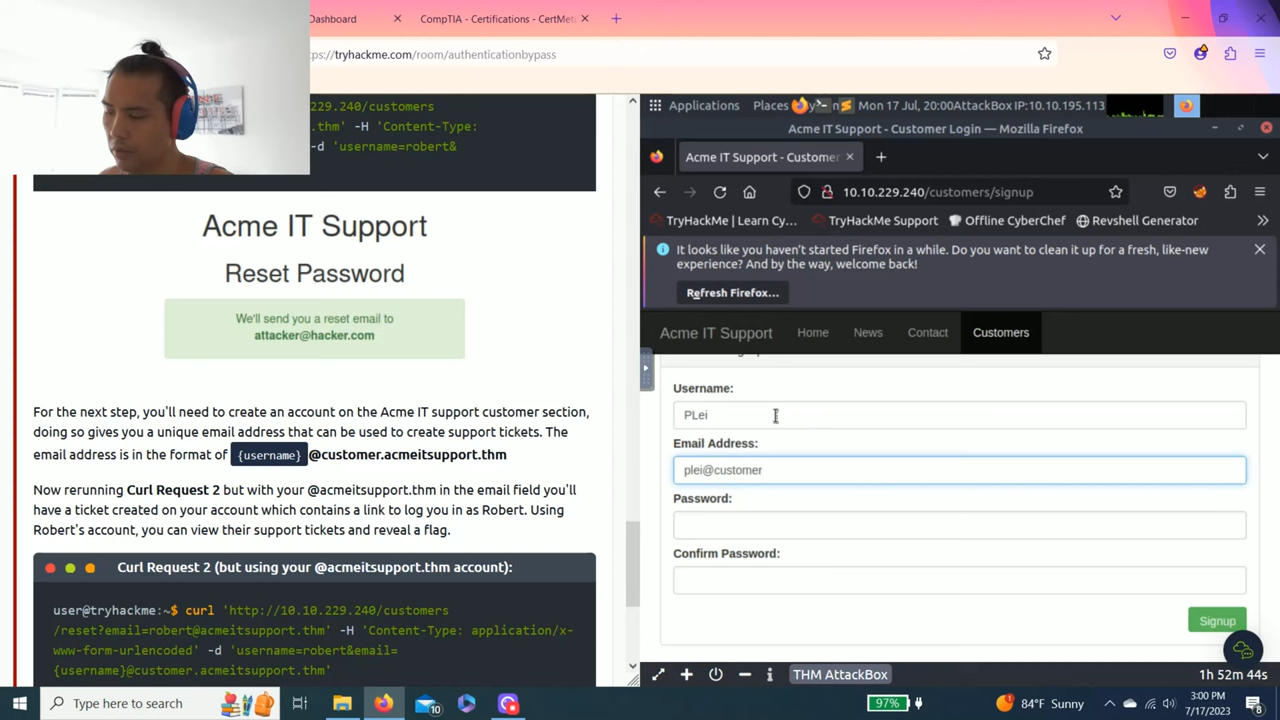 Dashboard
CompTIA - Certifications - CertMet
tps://tryhackme.com/room/authenticationbypass
229.240/customers
.thm' -H 'Content-Type:
-d 'username=robert&
Acme IT Support
Reset Password
We'll send you a reset email to
attacker@hacker.com
For the next step, you'll need to create an account on the Acme IT support customer section,
doing so gives you a unique email address that can be used to create support tickets. The
email address is in the format of {username} @customer.acmeitsupport.thm
Now rerunning Curl Request 2 but with your @acmeitsupport.thm in the email field you'll
have a ticket created on your account which contains a link to log you in as Robert. Using
Robert's account, you can view their support tickets and reveal a flag.
Curl Request 2 (but using your @acmeitsupport.thm account):
user@tryhackme:~$ curl 'http://10.10.229.240/customers
/reset?email=robert@acmeitsupport.thm' -H 'Content-Type: application/x-
www-form-urlencoded' -d 'username=robert&email=
{username}@customer.acmeitsupport.thm'
Applications Places Mon 17 Jul, 20:00 AttackBox IP:10.10.195.113
Acme IT Support - Customer Login — Mozilla Firefox
Acme IT Support - Customer
10.10.229.240/customers/signup
TryHackMe | Learn Cy... TryHackMe Support Offline CyberChef Revshell Generator
It looks like you haven't started Firefox in a while. Do you want to clean it up for a fresh, like-new
experience? And by the way, welcome back!
Refresh Firefox...
Acme IT Support Home News Contact Customers
Username:
PLei
Email Address:
plei@customer
Password:
Confirm Password:
Signup
THM AttackBox 1h 52m 44s
Type here to search
10
97%
1
84°F Sunny
3:00 PM
7/17/2023
8